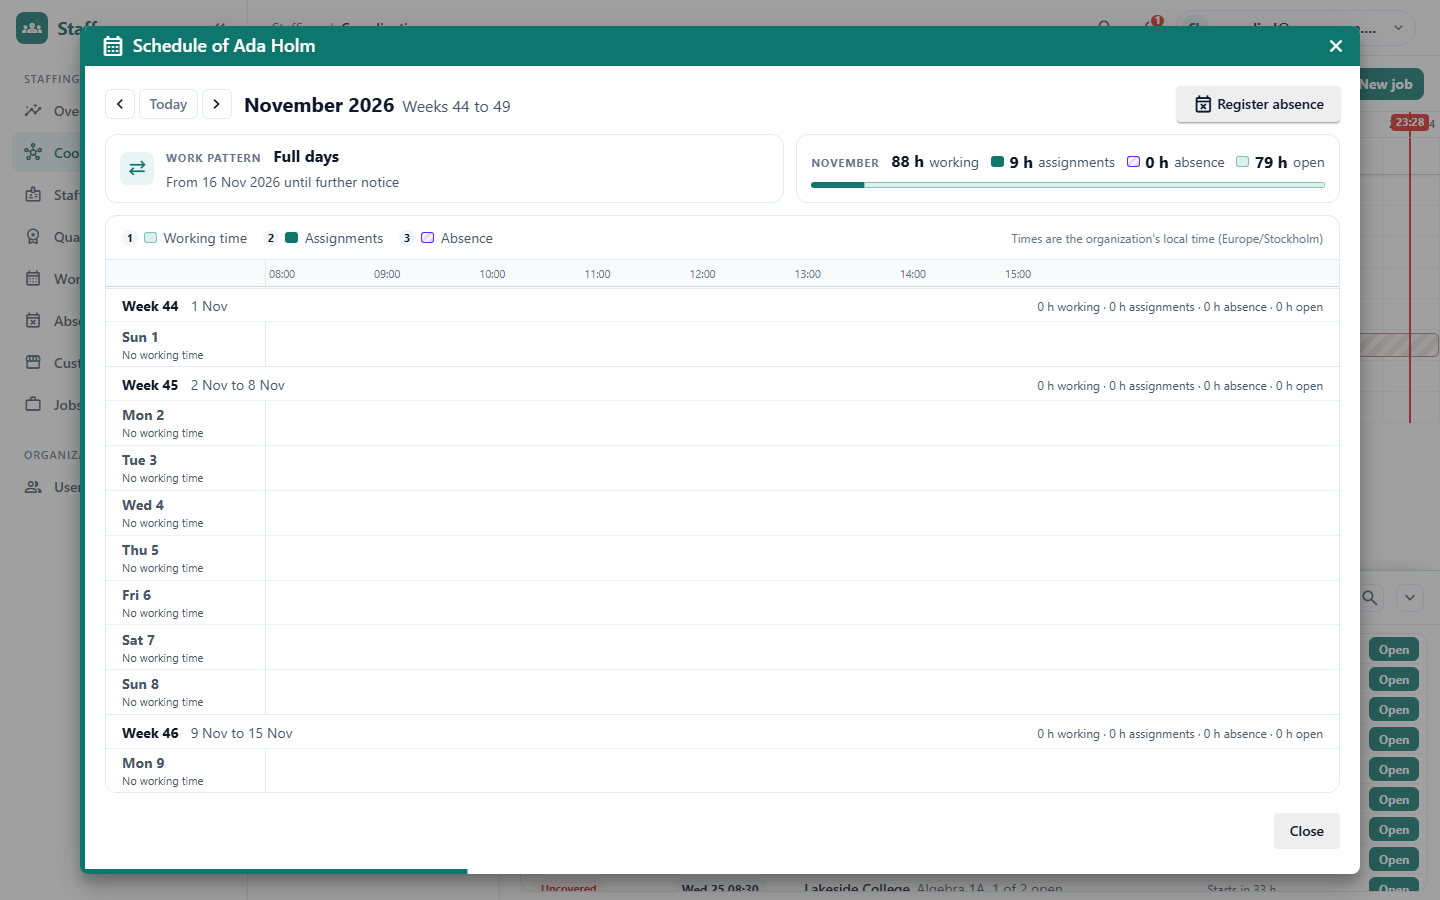 Schedule of Ada Holm
Today
November 2026 Weeks 44 to 49
Register absence
WORK PATTERN Full days
From 16 Nov 2026 until further notice
NOVEMBER 88 h working 9 h assignments 0 h absence 79 h open
1 Working time 2 Assignments 3 Absence
Times are the organization's local time (Europe/Stockholm)
08:00 09:00 10:00 11:00 12:00 13:00 14:00 15:00
Week 44 1 Nov 0 h working · 0 h assignments · 0 h absence · 0 h open
Sun 1
No working time
Week 45 2 Nov to 8 Nov 0 h working · 0 h assignments · 0 h absence · 0 h open
Mon 2
No working time
Tue 3
No working time
Wed 4
No working time
Thu 5
No working time
Fri 6
No working time
Sat 7
No working time
Sun 8
No working time
Week 46 9 Nov to 15 Nov 0 h working · 0 h assignments · 0 h absence · 0 h open
Mon 9
No working time
Close
STAFFING
New job
23:28
1
Open
Open
Open
Open
Open
Open
Open
Open
Open
Uncovered Wed 25 08:30 Lakeside College Algebra 1A, 1 of 2 open Starts in 33 h